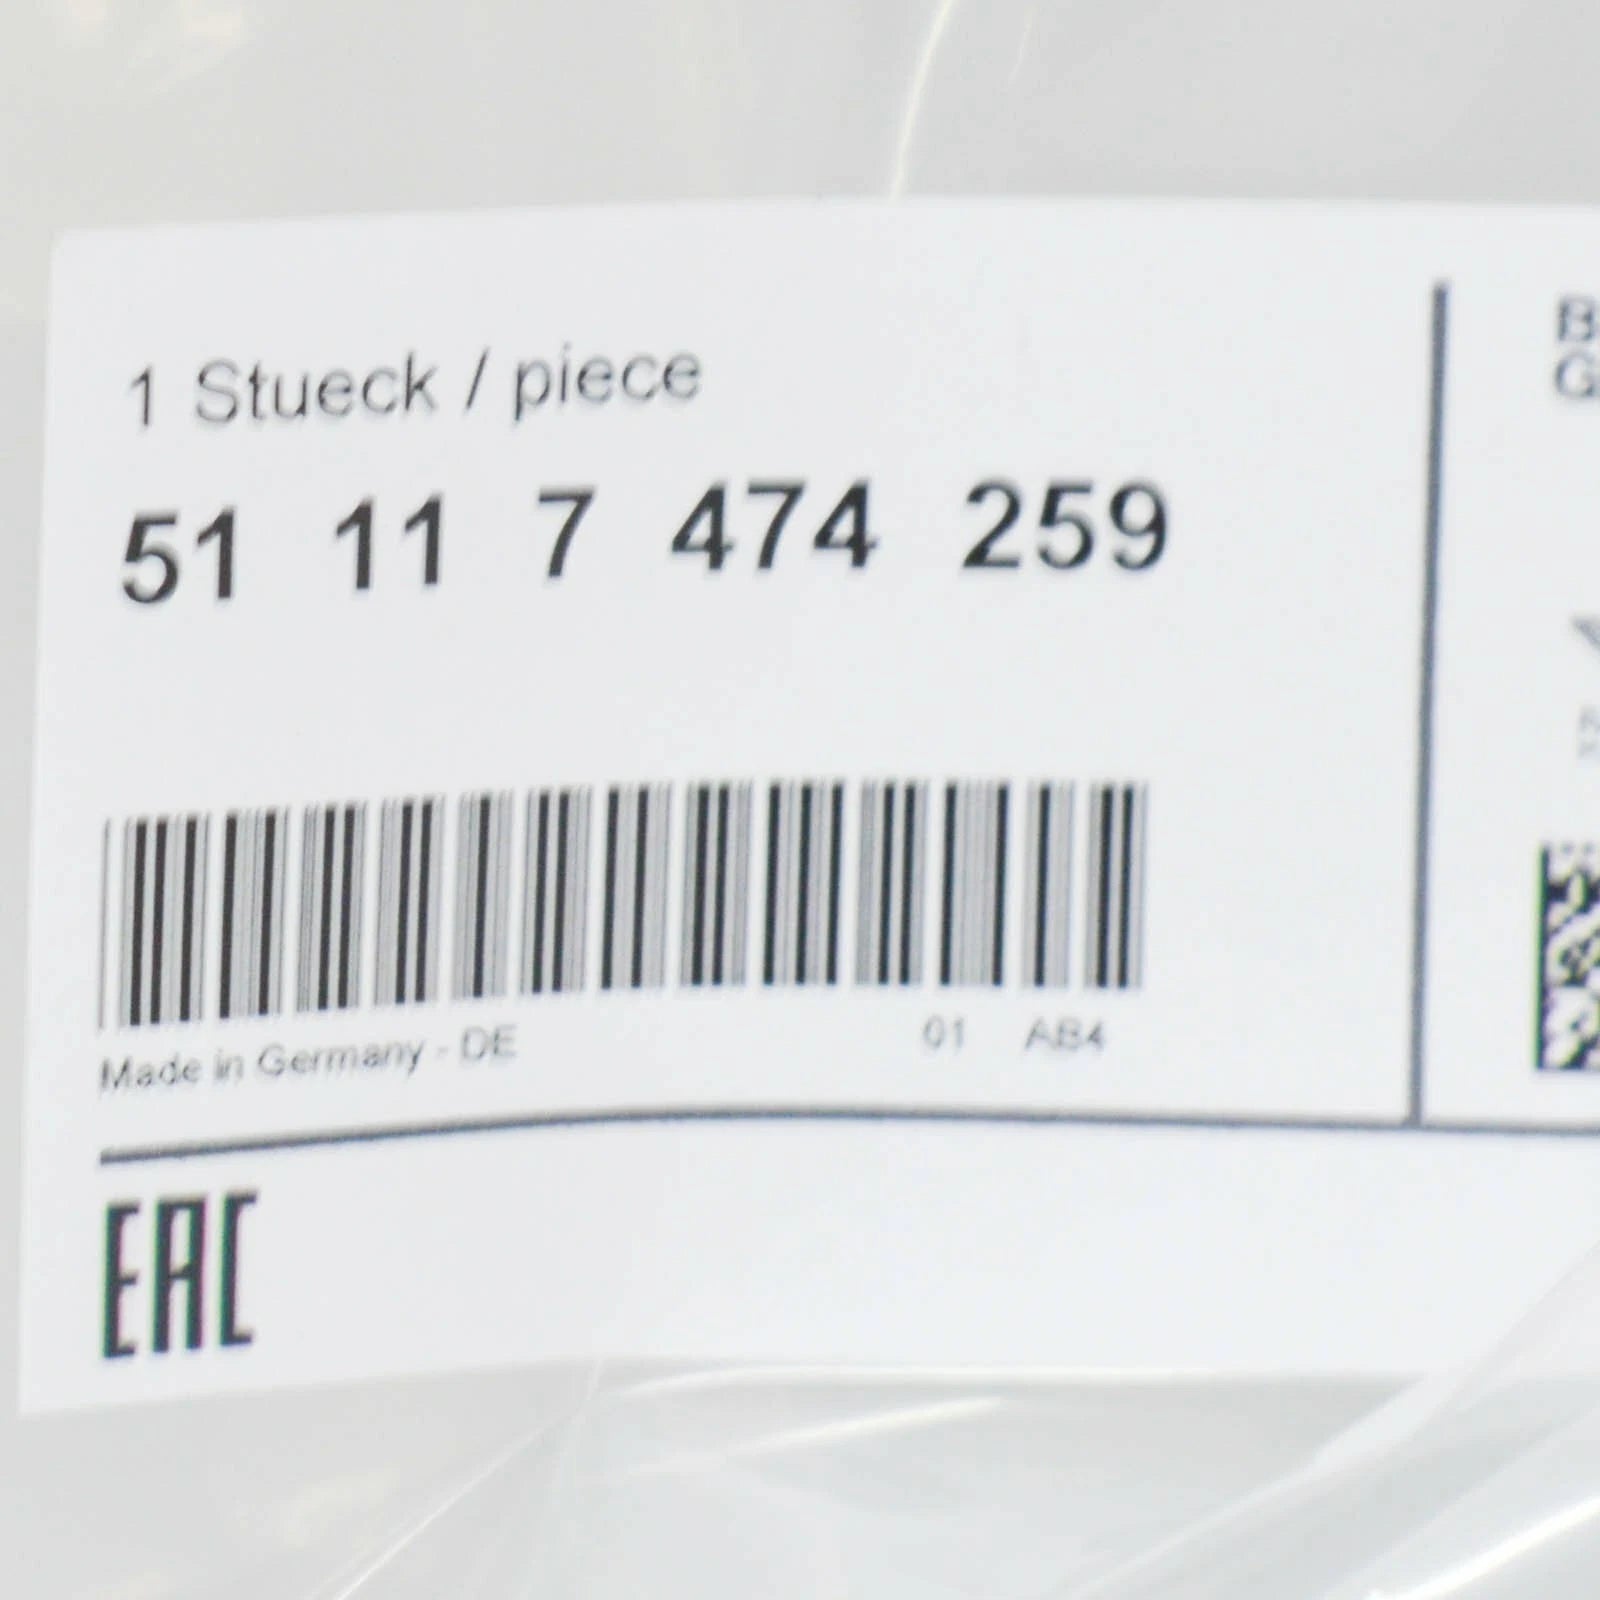 1 Stueck / piece
51 11 7 474 259
Made in Germany - DE
01 AB4
EAC